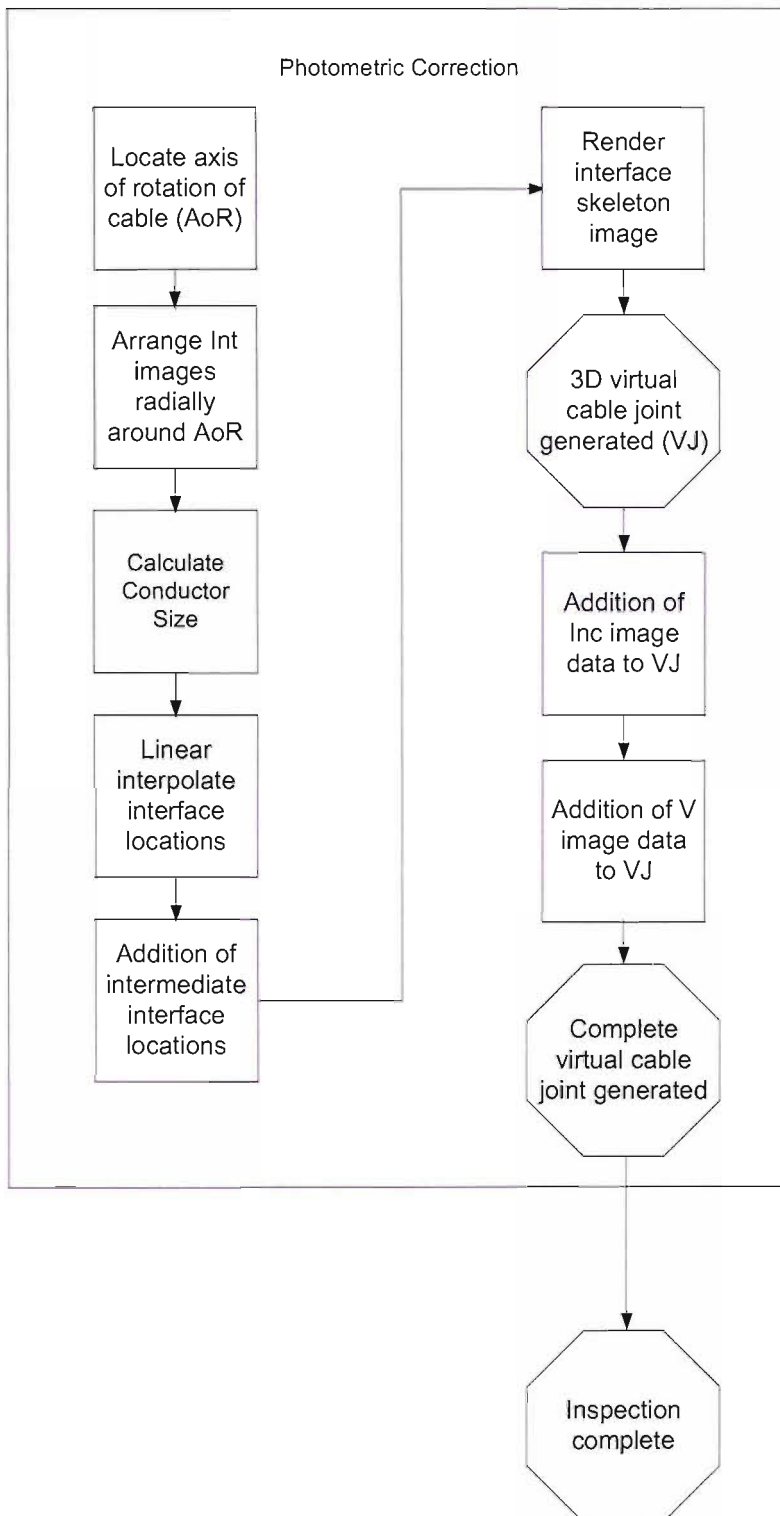 Photometric Correction
Locate axis
of rotation of
cable (AoR)
Arrange Int
images
radially
around AoR
Calculate
Conductor
Size
Linear
interpolate
interface
locations
Addition of
intermediate
interface
locations
Render
interface
skeleton
image
3D virtual
cable joint
generated (VJ)
Addition of
Inc image
data to VJ
Addition of V
image data
to VJ
Complete
virtual cable
joint generated
Inspection
complete